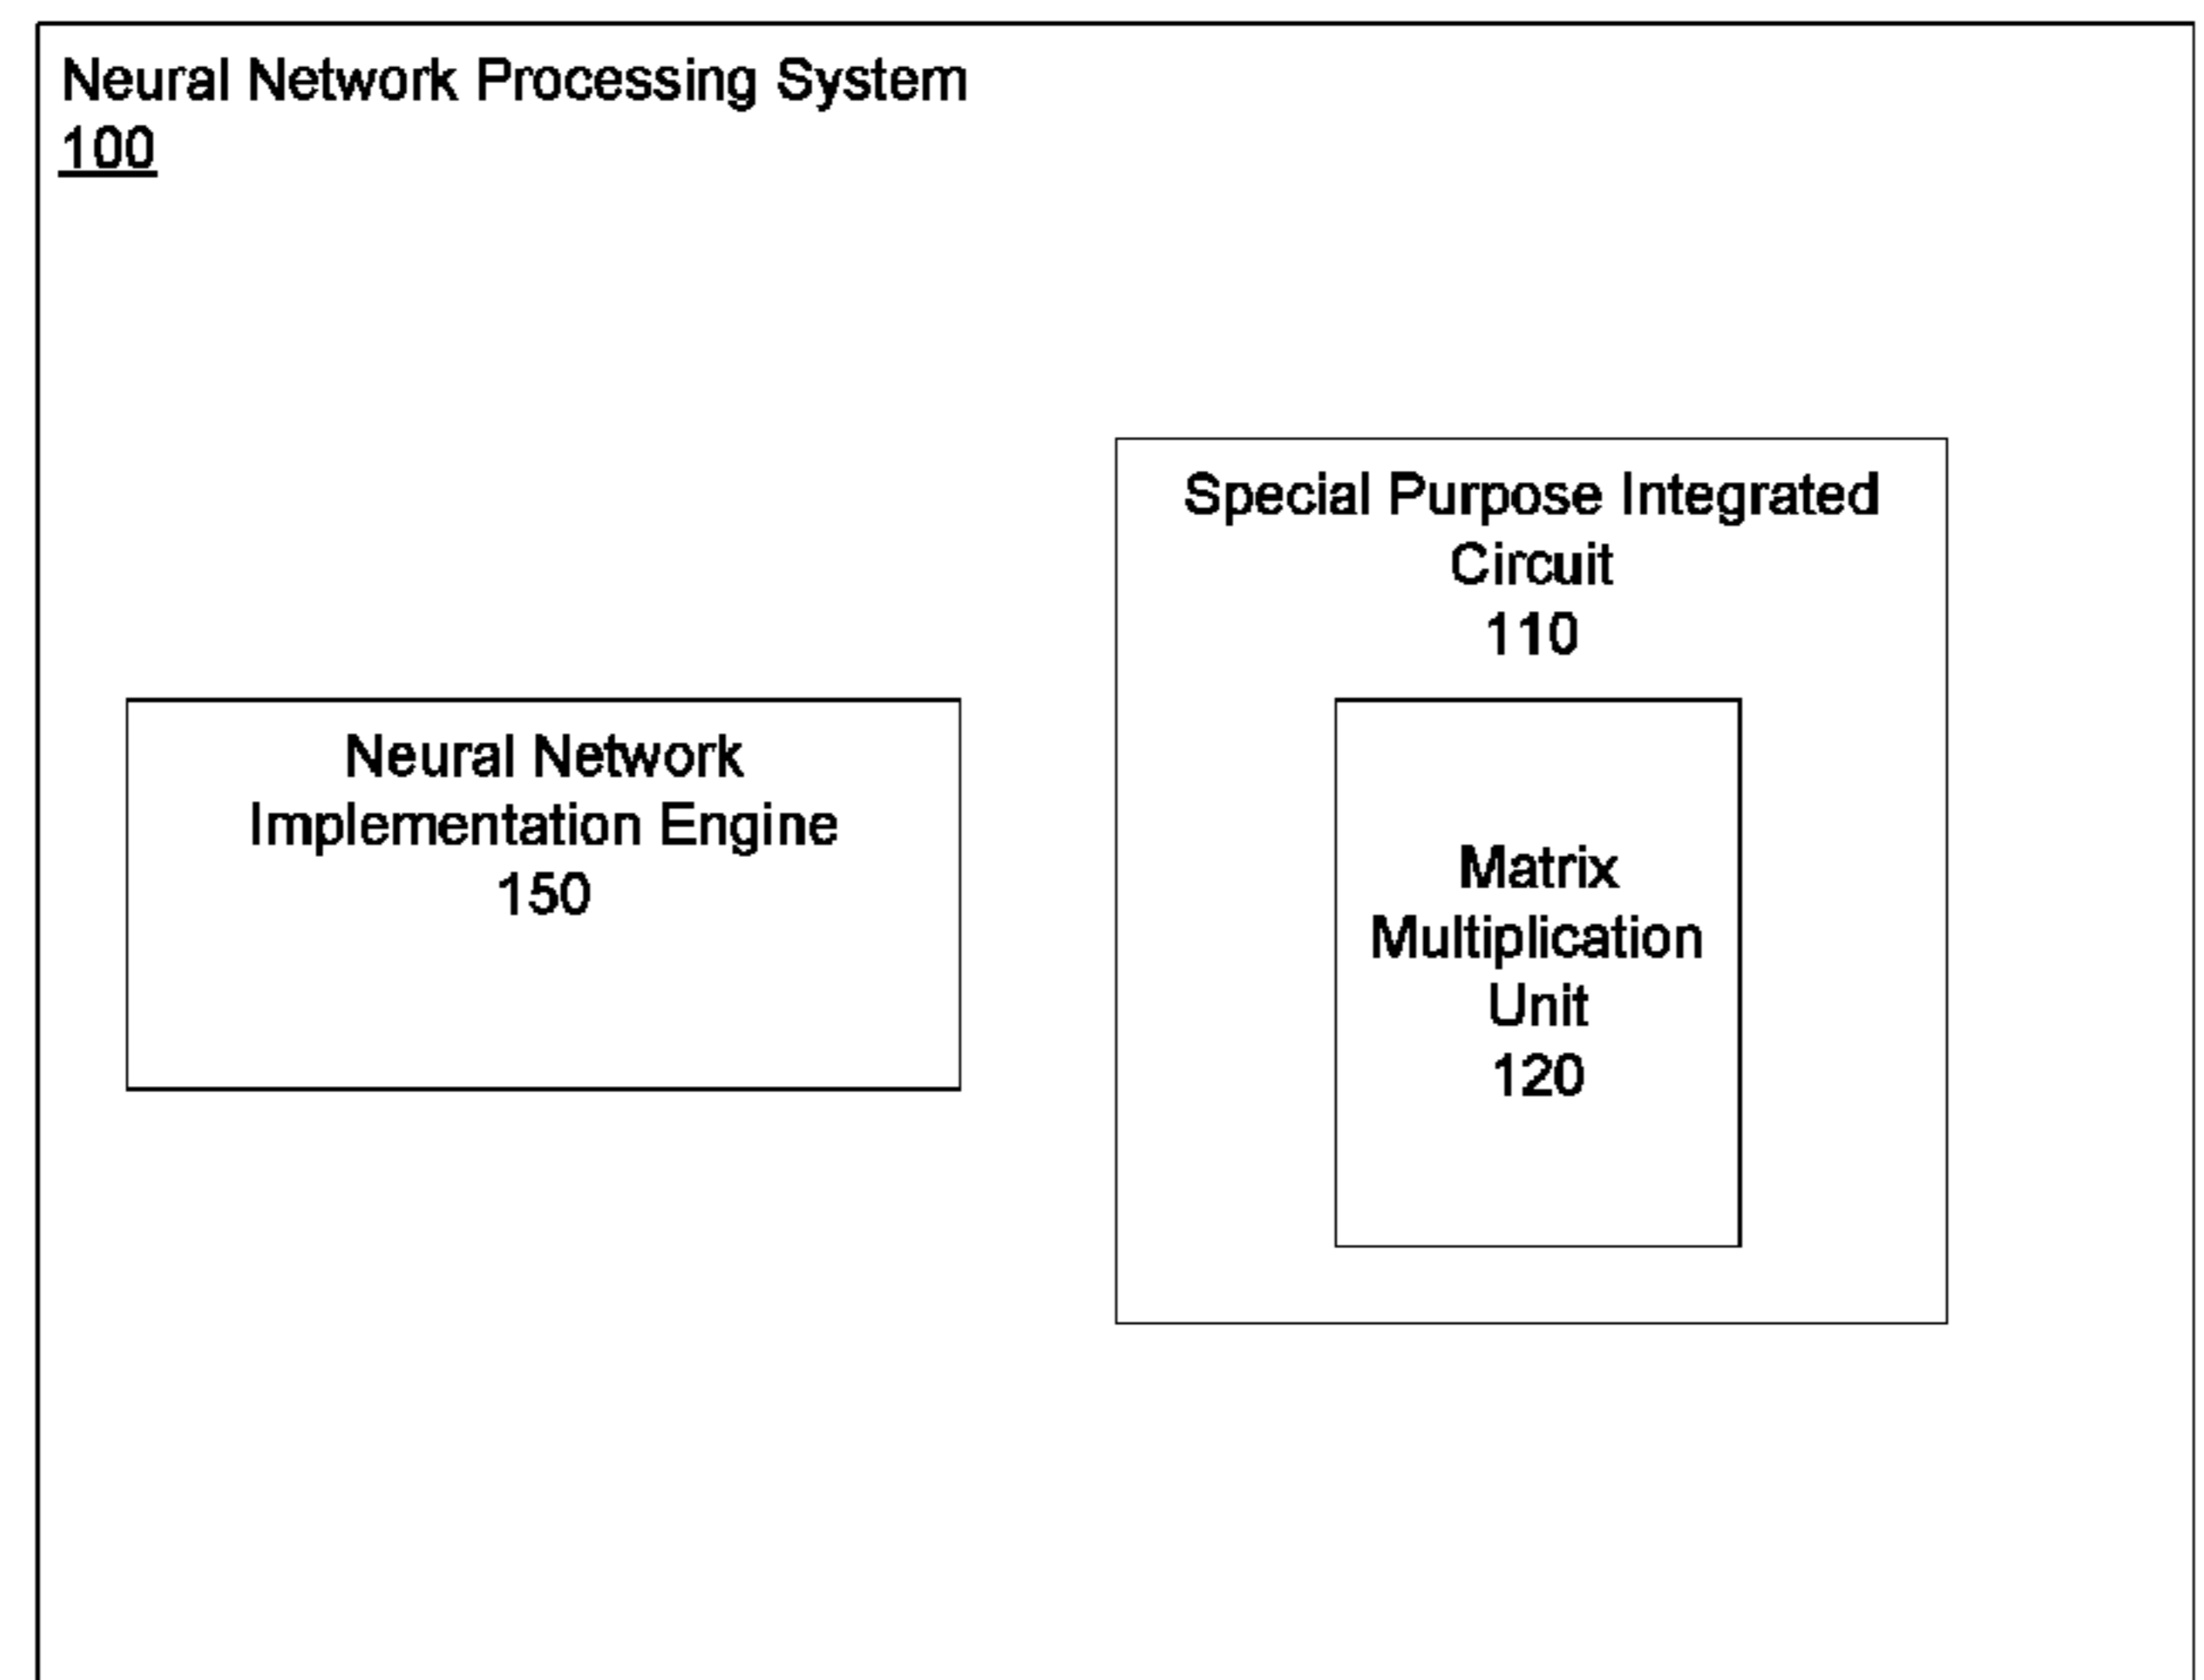 Neural Network Processing System
100
Special Purpose Integrated
Circuit
110
Neural Network
Implementation Engine
150
Matrix
Multiplication
Unit
120